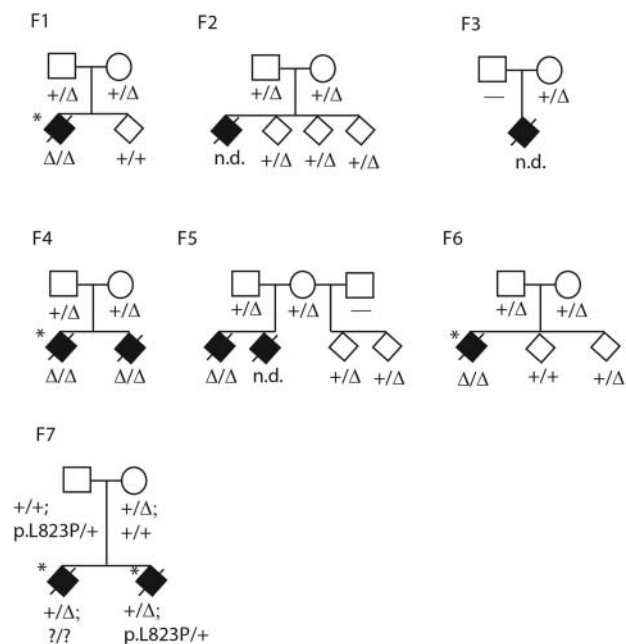 F1 F2 F3
+/Δ +/Δ +/Δ +/Δ — +/Δ
*
Δ/Δ +/+ n.d. +/Δ +/Δ +/Δ n.d.
F4 F5 F6
+/Δ +/Δ +/Δ +/Δ — +/Δ +/Δ
* *
Δ/Δ Δ/Δ Δ/Δ n.d. +/Δ +/Δ Δ/Δ +/+ +/Δ
F7
+/+; +/Δ;
p.L823P/+ +/+
* *
+/Δ; +/Δ;
?/? p.L823P/+